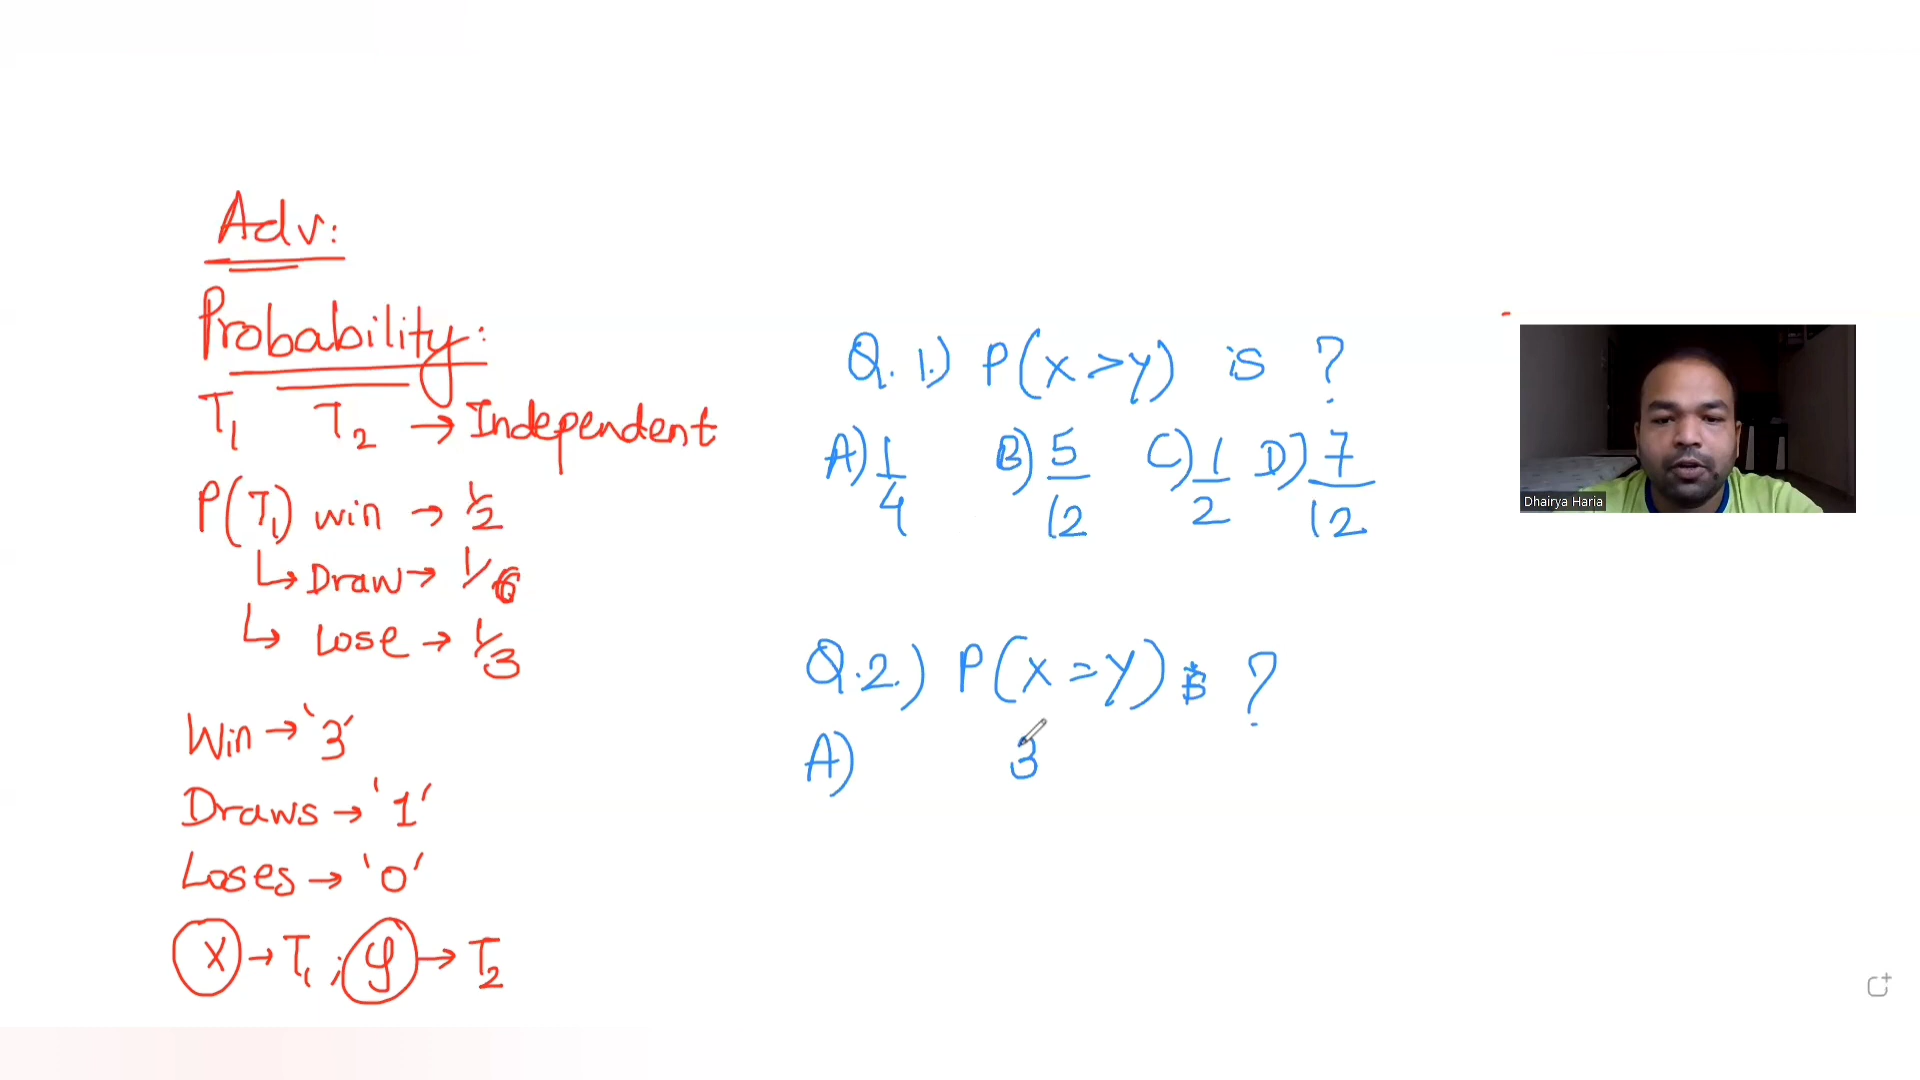 Adv:
Probability:
T₁ T₂ → Independent
P(T₁) win → 1/2
↳ Draw → 1/6
↳ Lose → 1/3
Win → '3'
Draws → '1'
Loses → '0'
X → T₁ ; Y → T₂
Q.1.) P(X>Y) is ?
A) 1/4 B) 5/12 C) 1/2 D) 7/12
Q.2.) P(X=Y) is ?
A) 3
Dhairya Haria